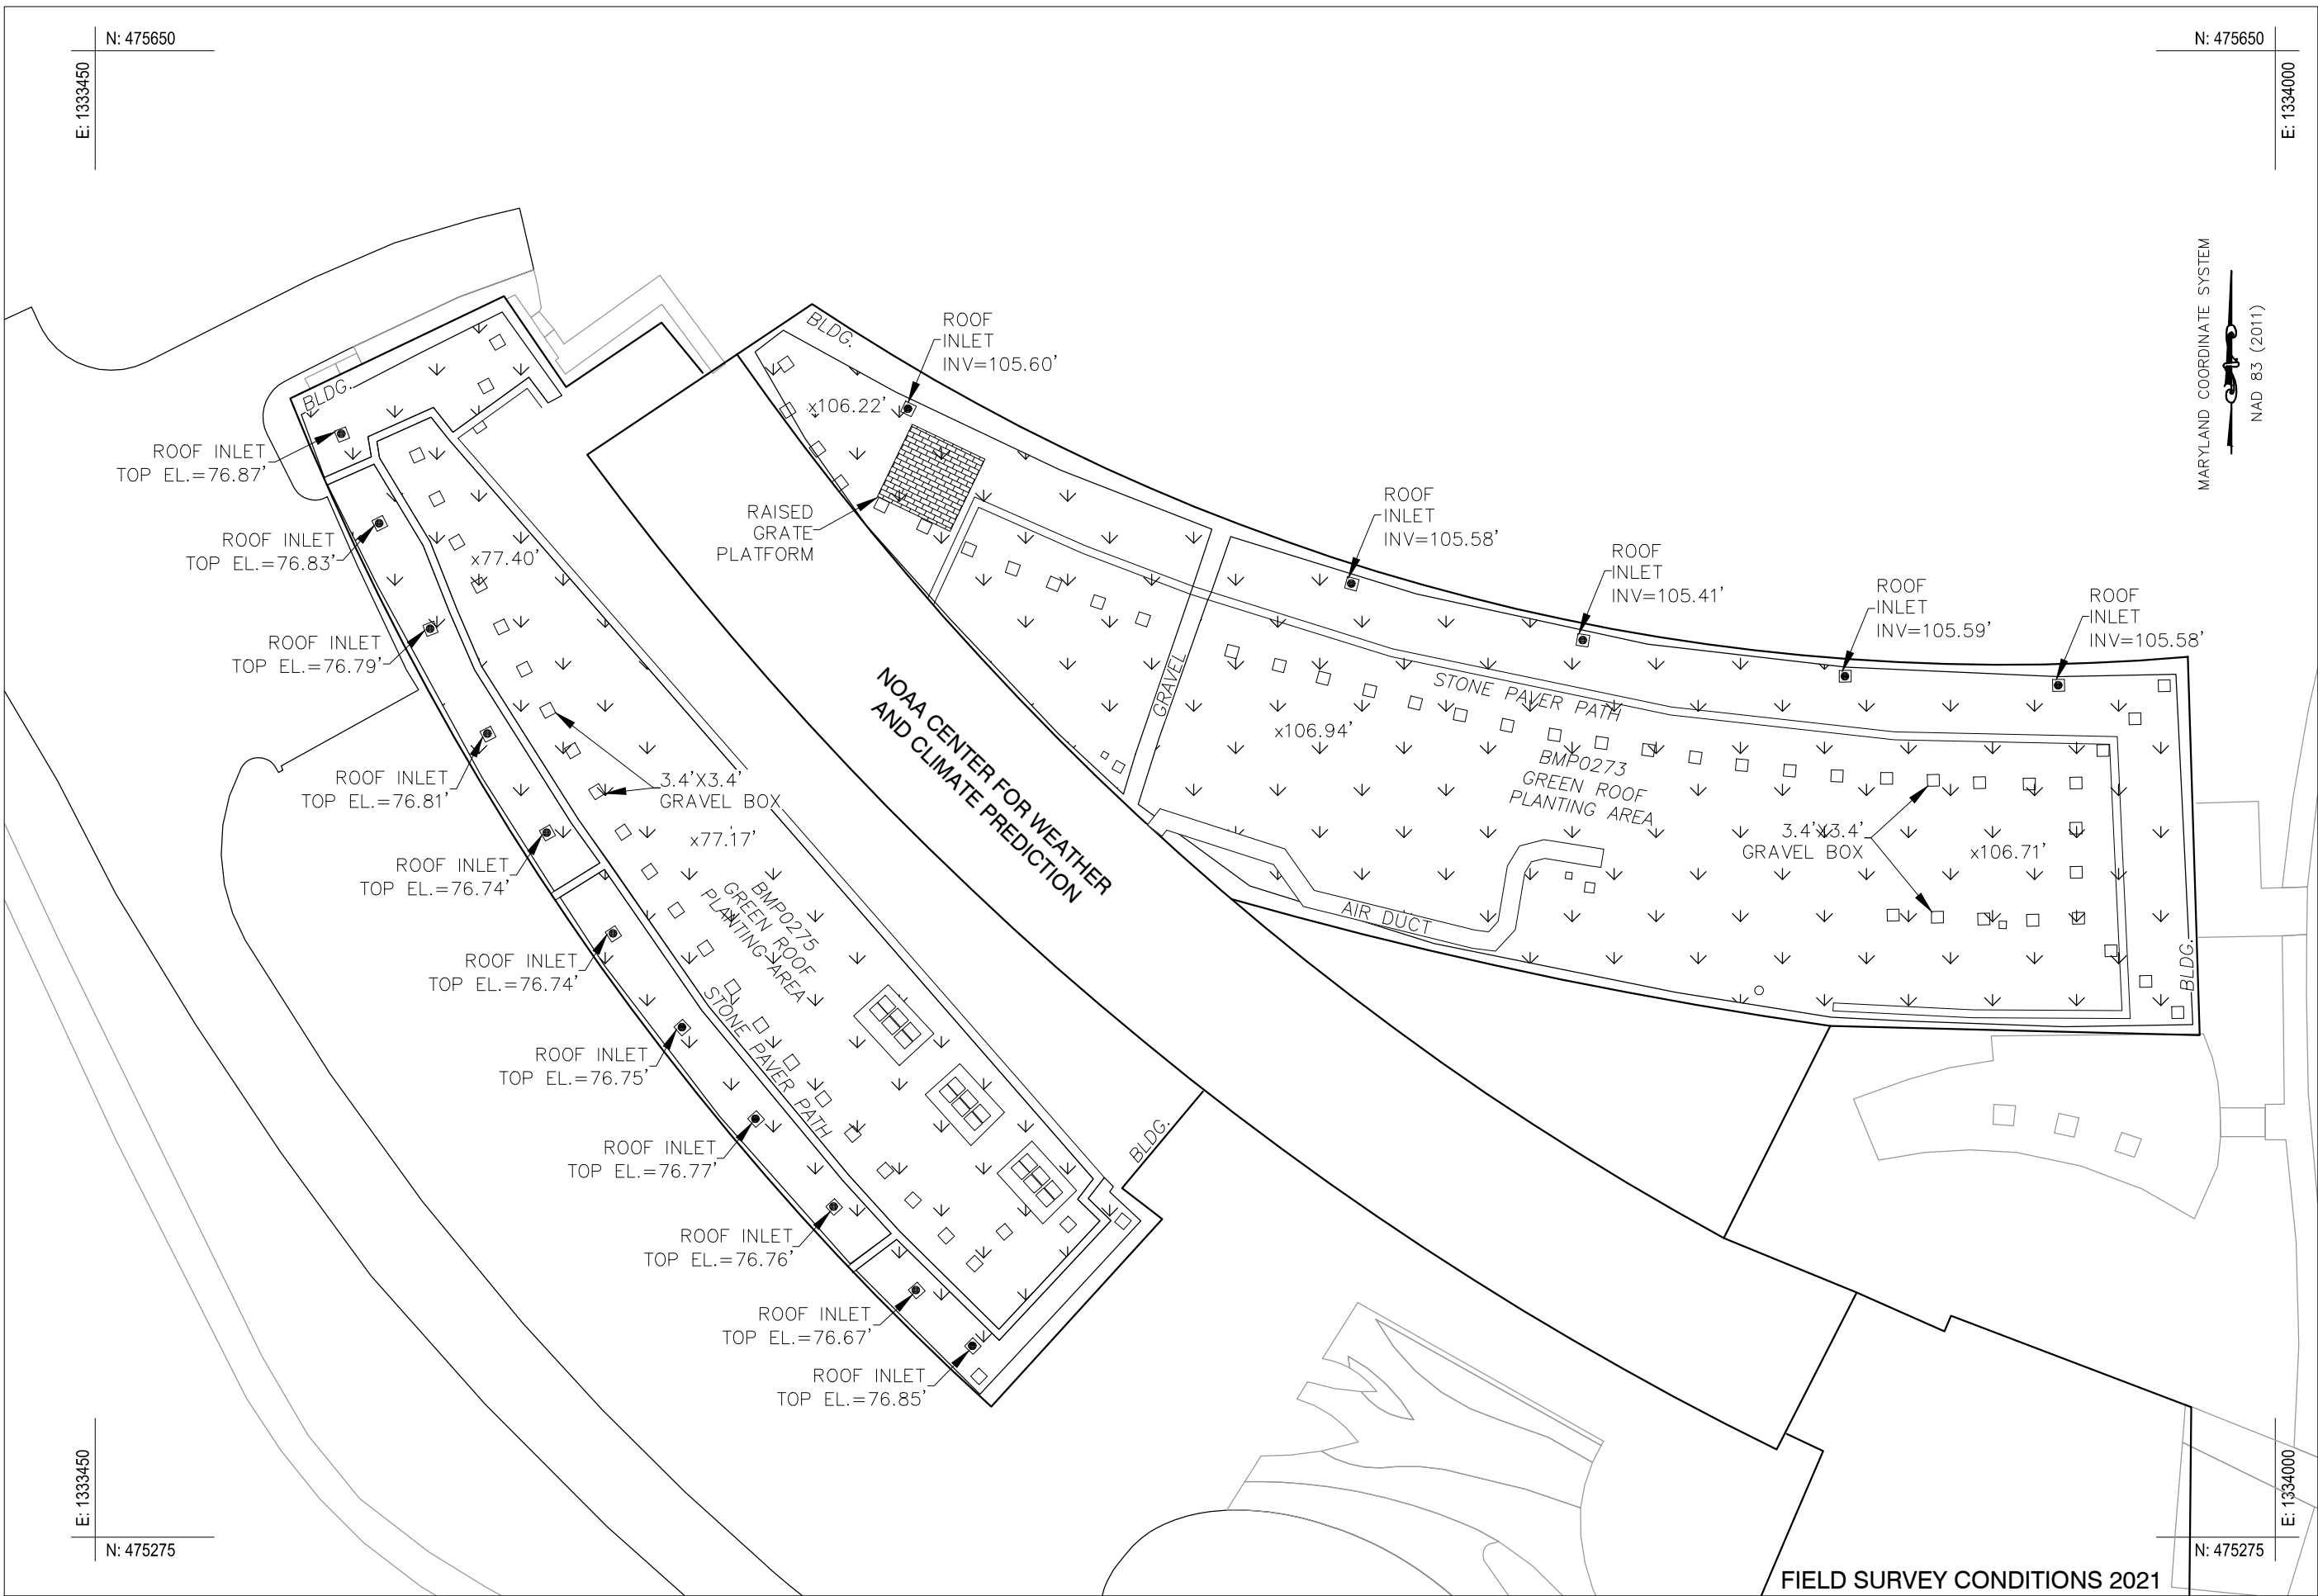 N: 475650
E: 1333450
N: 475650
E: 1334000
MARYLAND COORDINATE SYSTEM
NAD 83 (2011)
BLDG.
ROOF
INLET
INV=105.60'
x106.22'
BLDG.
ROOF INLET
TOP EL.=76.87'
RAISED
GRATE
PLATFORM
ROOF
INLET
INV=105.58'
ROOF INLET
TOP EL.=76.83'
x77.40'
ROOF
INLET
INV=105.41'
ROOF
INLET
INV=105.59'
ROOF
INLET
INV=105.58'
ROOF INLET
TOP EL.=76.79'
GRAVEL
STONE PAVER PATH
NOAA CENTER FOR WEATHER
AND CLIMATE PREDICTION
x106.94'
BMP0273
GREEN ROOF
PLANTING AREA
ROOF INLET
TOP EL.=76.81'
3.4'X3.4'
GRAVEL BOX
x77.17'
3.4'X3.4'
GRAVEL BOX
x106.71'
ROOF INLET
TOP EL.=76.74'
BMP0275
GREEN ROOF
PLANTING AREA
AIR DUCT
BLDG.
ROOF INLET
TOP EL.=76.74'
STONE PAVER PATH
ROOF INLET
TOP EL.=76.75'
ROOF INLET
TOP EL.=76.77'
BLDG.
ROOF INLET
TOP EL.=76.76'
ROOF INLET
TOP EL.=76.67'
ROOF INLET
TOP EL.=76.85'
E: 1333450
N: 475275
E: 1334000
N: 475275
FIELD SURVEY CONDITIONS 2021